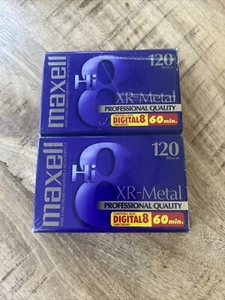 maxell
Hi8
120
XR-Metal
PROFESSIONAL QUALITY
DIGITAL8
60 min.
maxell
Hi8
120
XR-Metal
PROFESSIONAL QUALITY
DIGITAL8
60 min.